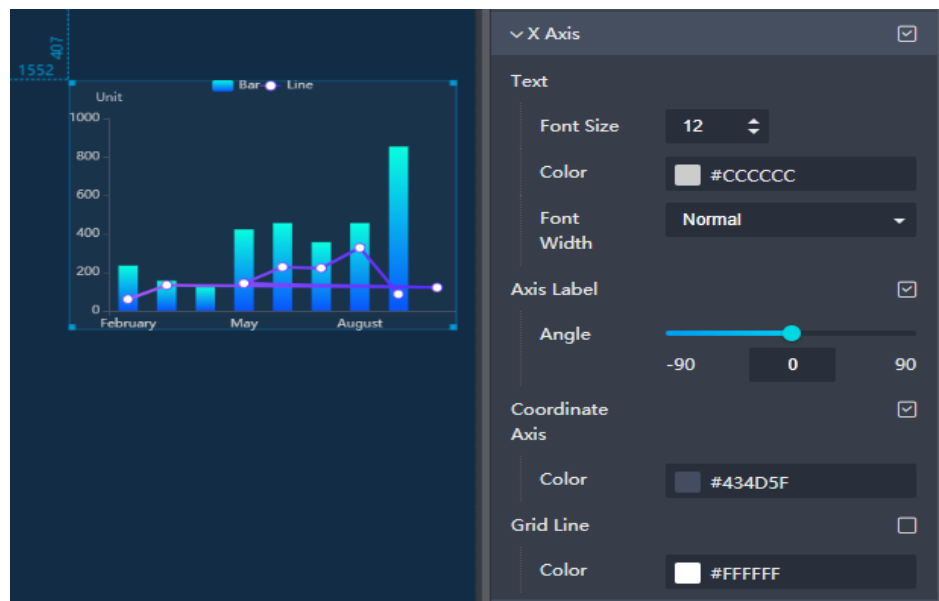 407
1552
Bar Line
Unit
1000
800
600
400
200
0
February May August
X Axis
Text
Font Size 12
Color #CCCCCC
Font
Width
Normal
Axis Label
Angle
-90 0 90
Coordinate
Axis
Color #434D5F
Grid Line
Color #FFFFFF